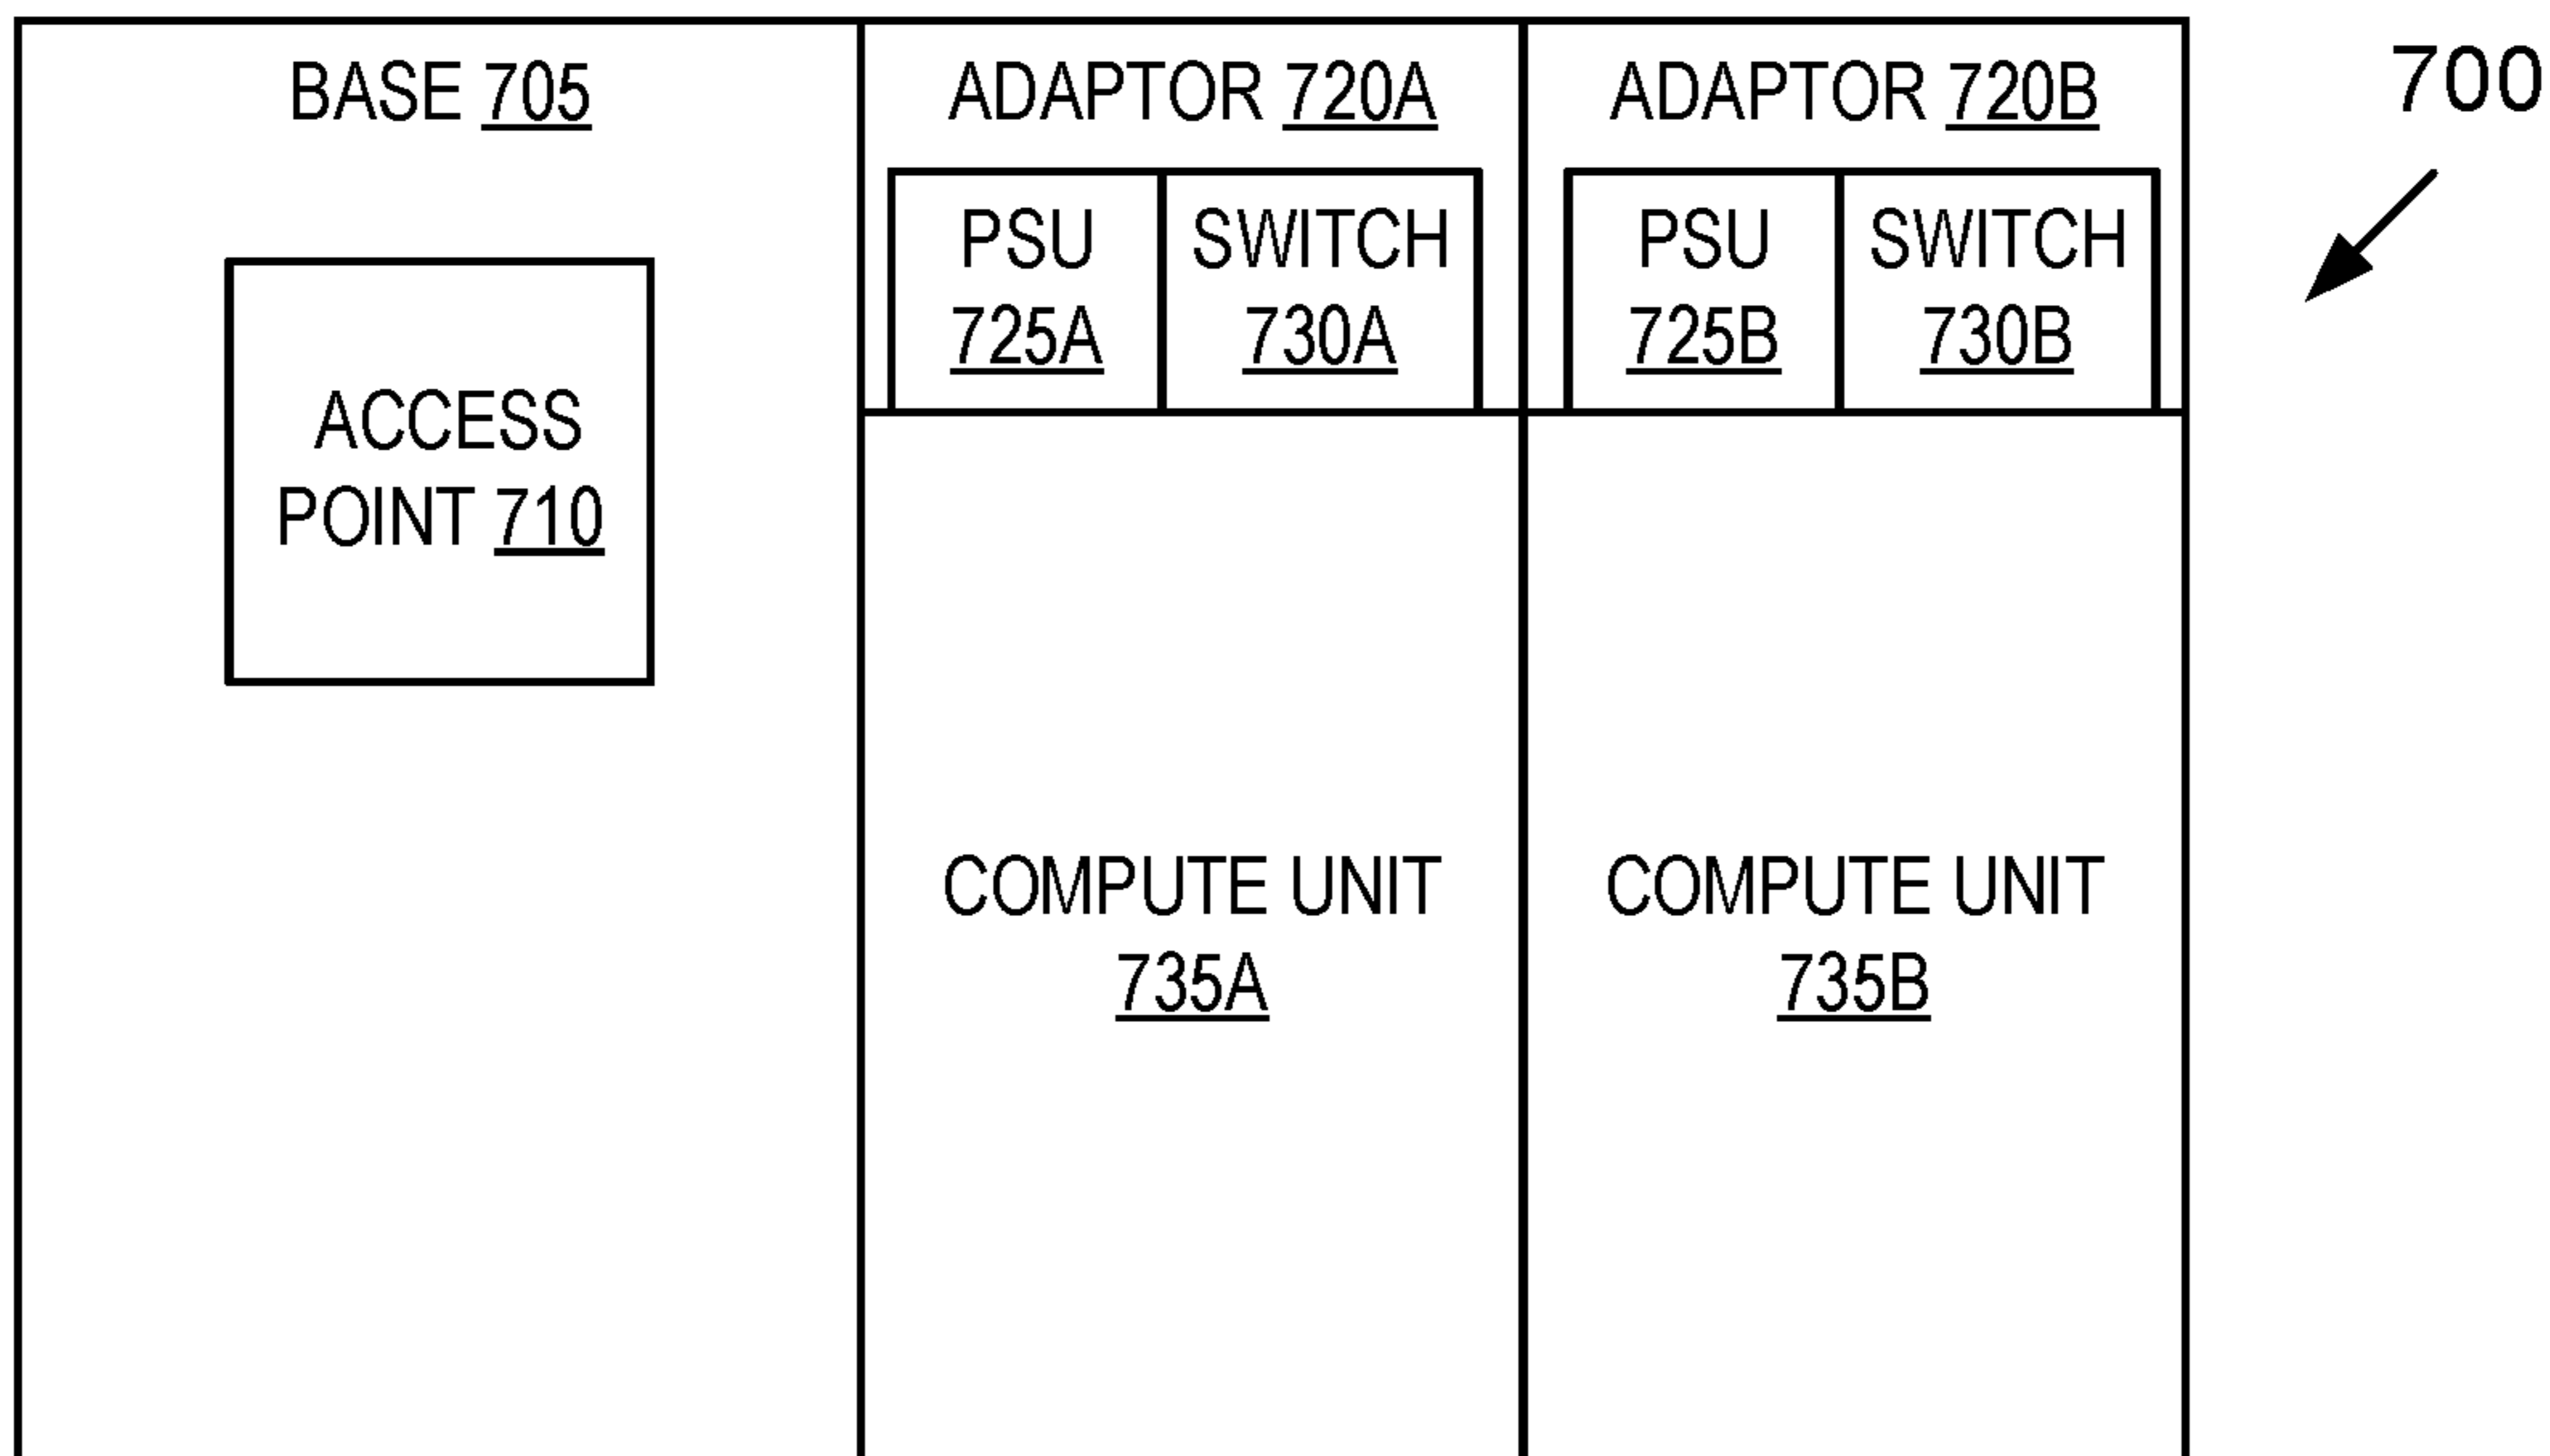 BASE 705
ADAPTOR 720A
ADAPTOR 720B
700
PSU
725A
SWITCH
730A
PSU
725B
SWITCH
730B
ACCESS
POINT 710
COMPUTE UNIT
735A
COMPUTE UNIT
735B